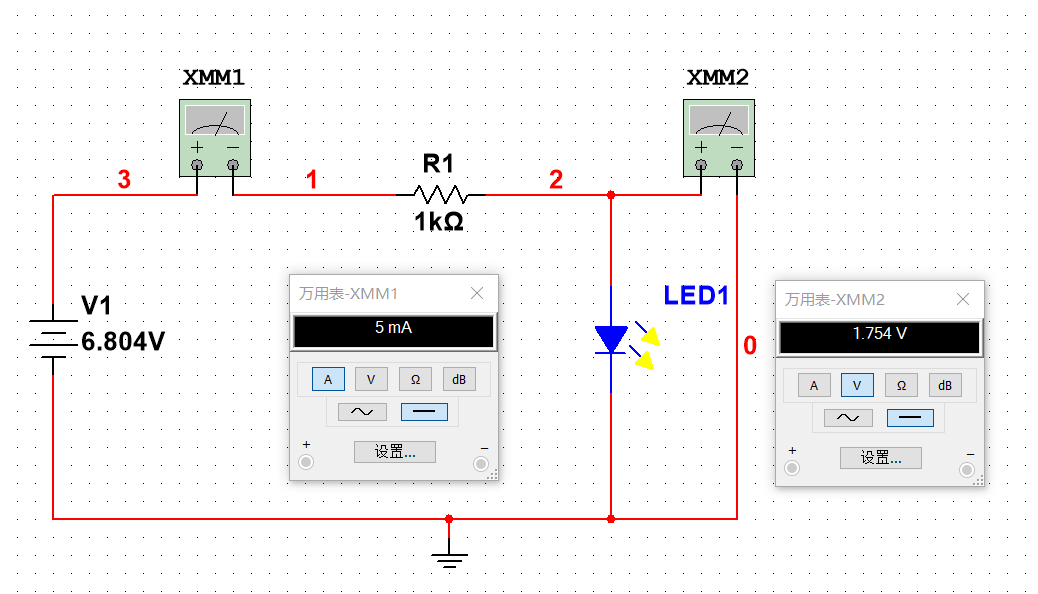 XMM1
XMM2
+ −
+ −
3
1
R1
2
1kΩ
V1
6.804V
LED1
0
万用表-XMM1
5 mA
A V Ω dB
+ −
设置...
万用表-XMM2
1.754 V
A V Ω dB
+ −
设置...